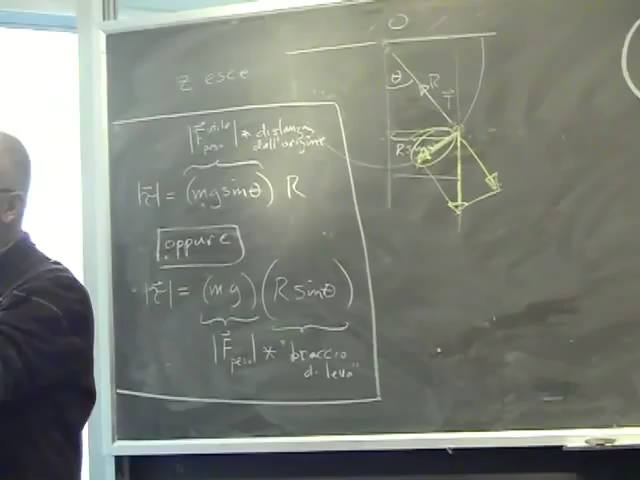 z esce
|F⃗ utile peso| * distanza
dall'origine
|τ⃗| = (mg sinθ) R
oppure
|τ⃗| = (mg) (R sinθ)
|F⃗ peso| * "braccio
di leva"
O
θ
R
T⃗